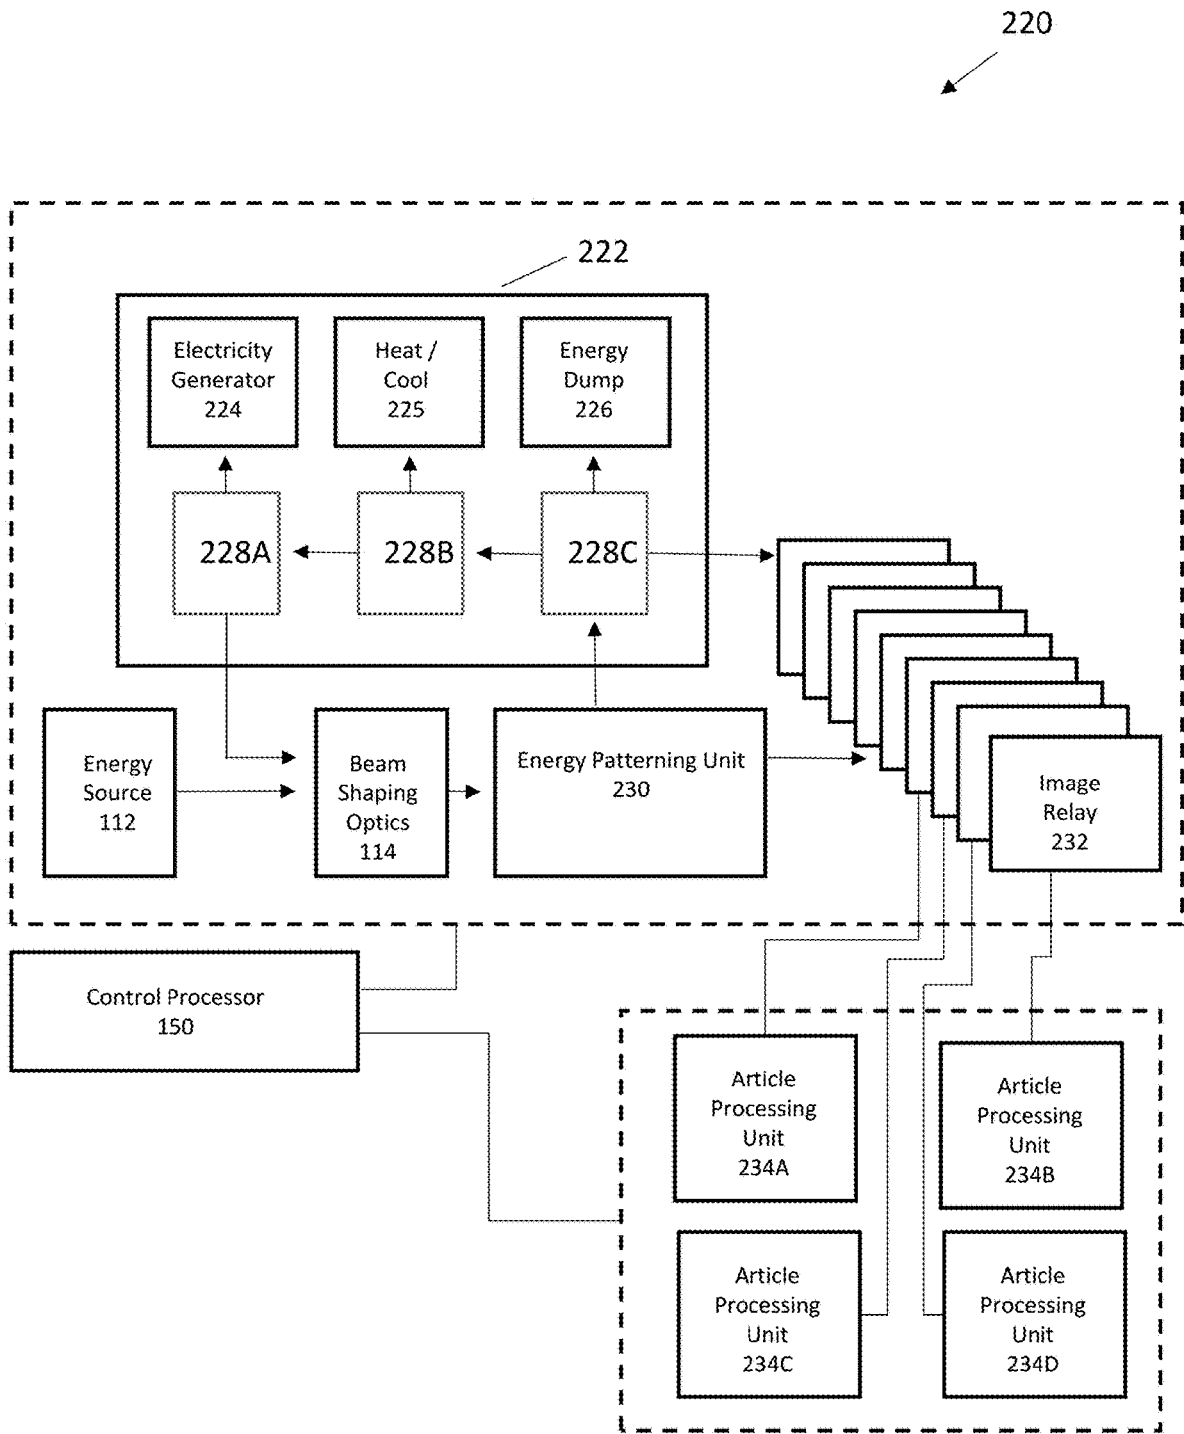 220
222
Electricity
Generator
224
Heat /
Cool
225
Energy
Dump
226
228A
228B
228C
Energy
Source
112
Beam
Shaping
Optics
114
Energy Patterning Unit
230
Image
Relay
232
Control Processor
150
Article
Processing
Unit
234A
Article
Processing
Unit
234B
Article
Processing
Unit
234C
Article
Processing
Unit
234D